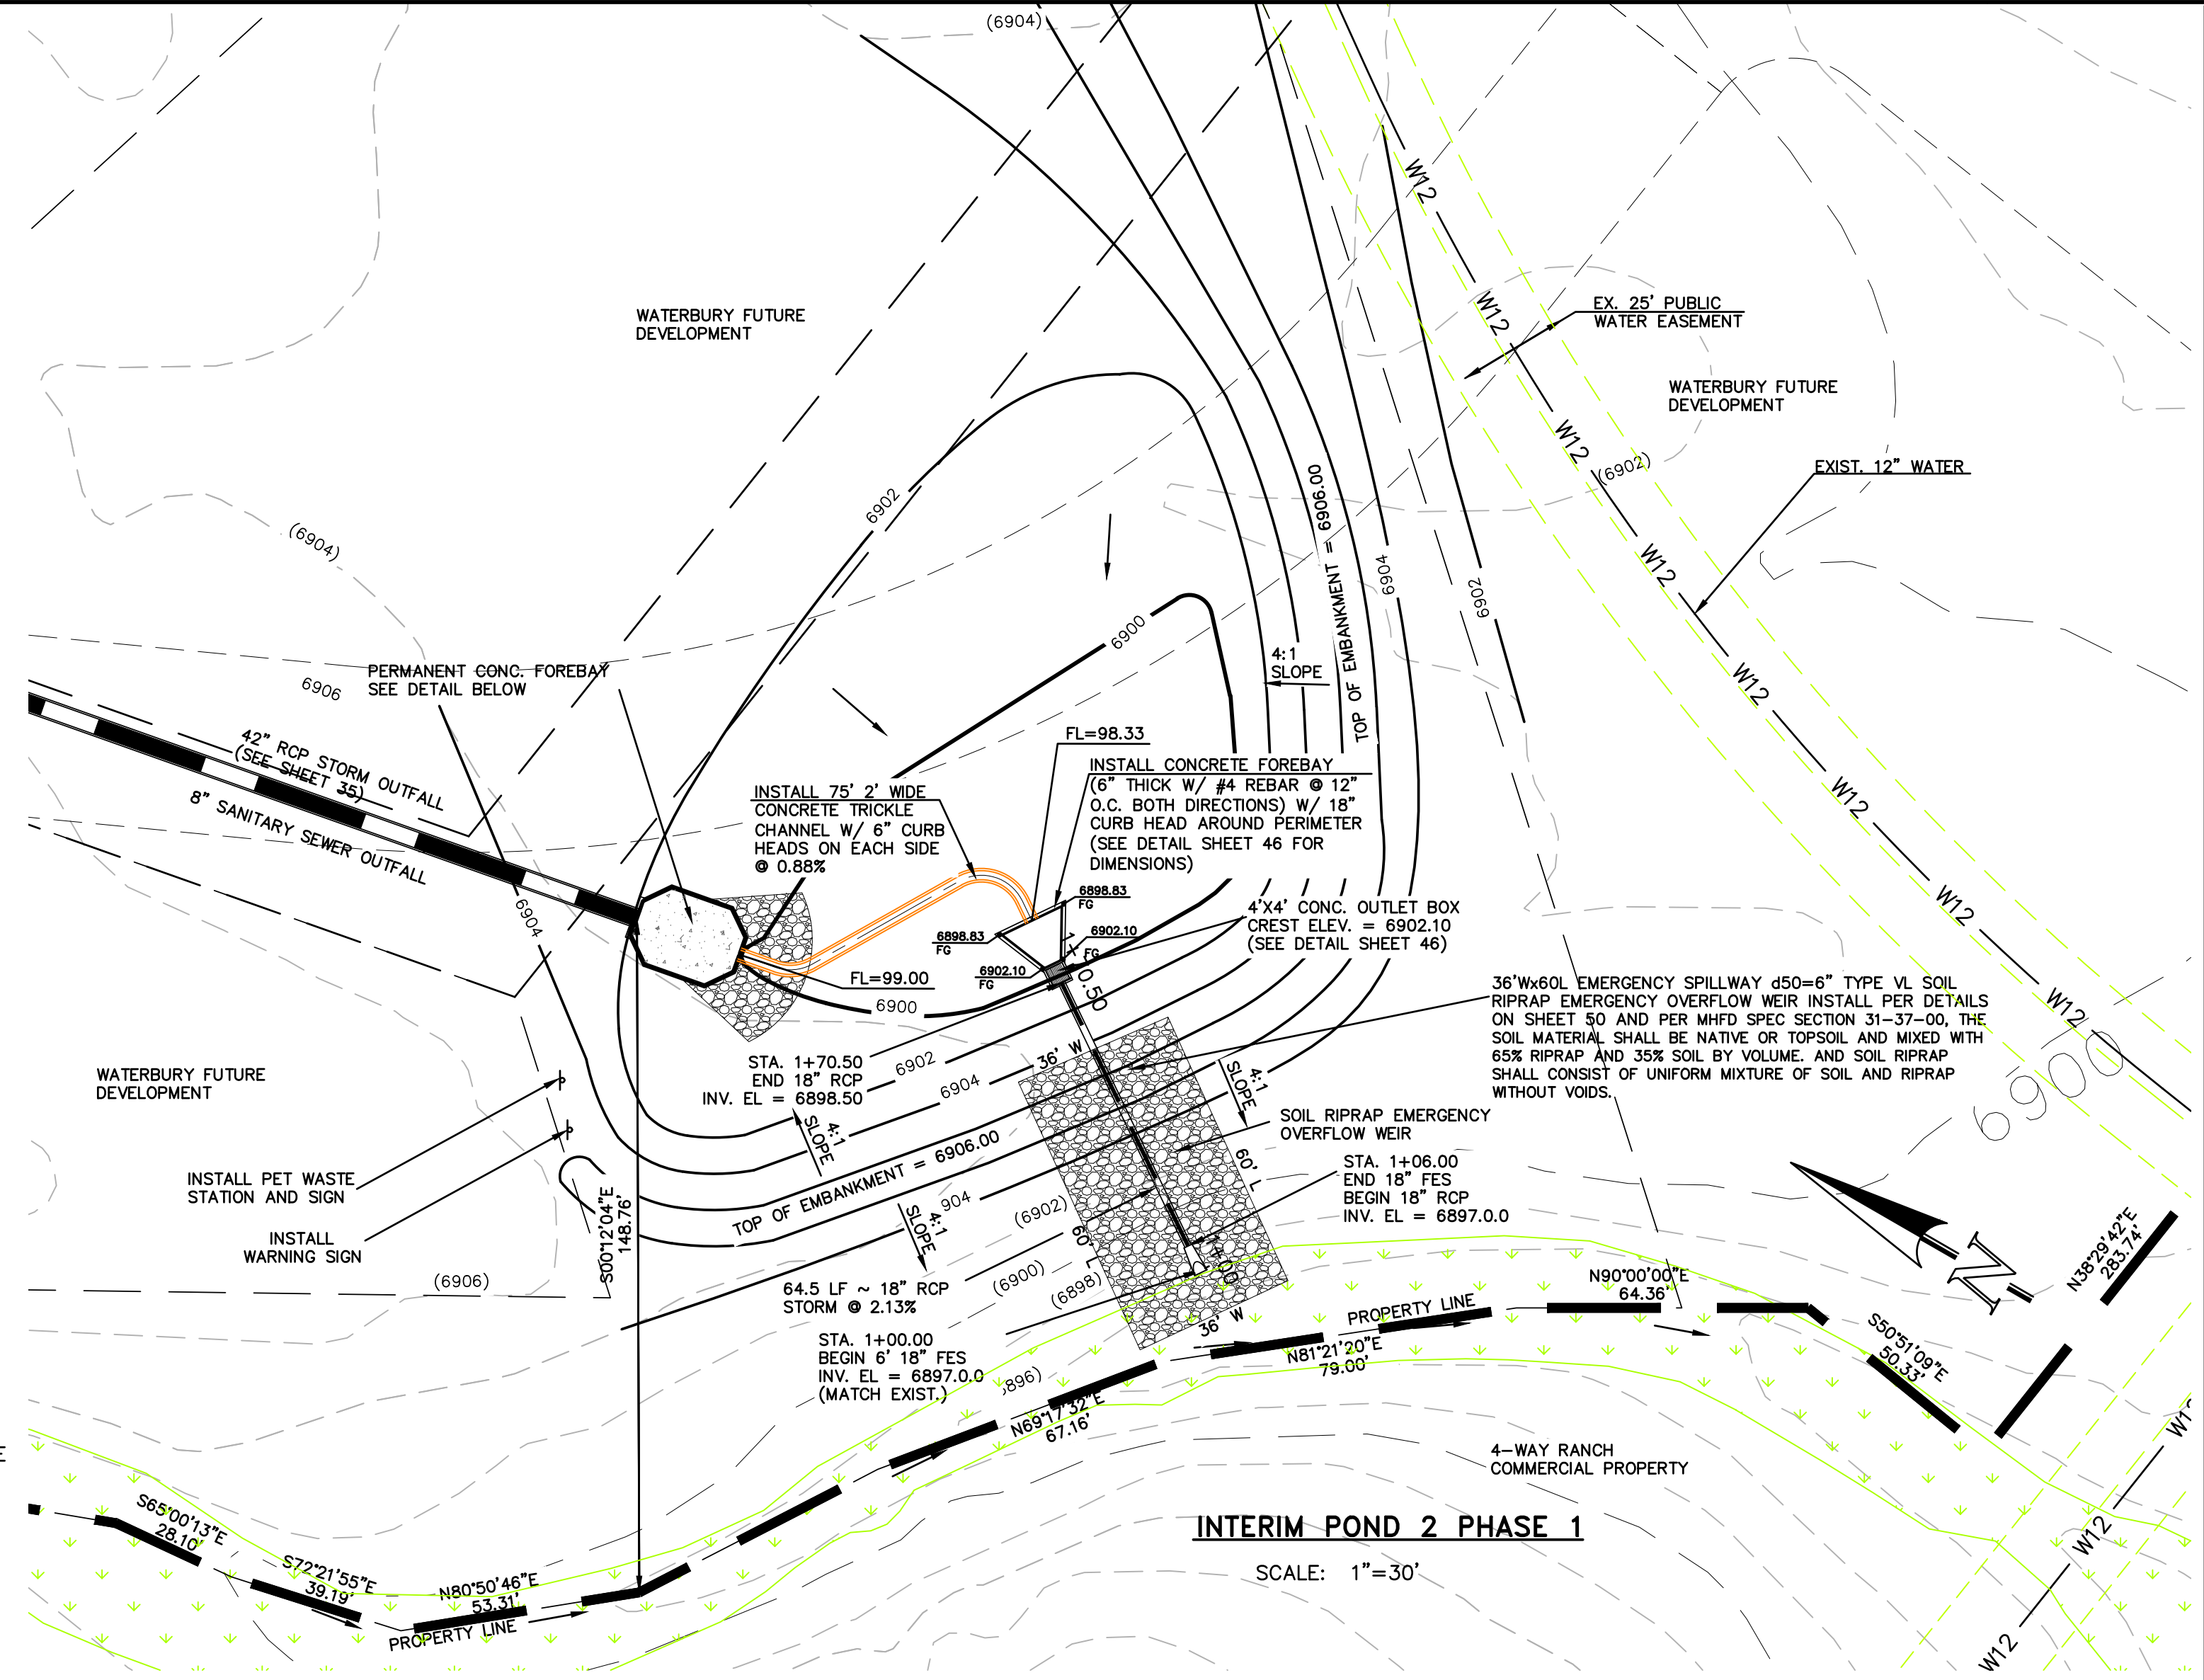 (6904)
W12
WATERBURY FUTURE
DEVELOPMENT
EX. 25' PUBLIC
WATER EASEMENT
W12
WATERBURY FUTURE
DEVELOPMENT
W12
(6902)
EXIST. 12" WATER
6902
(6904)
TOP OF EMBANKMENT = 6906.00
6904
6902
W12
6900
4:1
SLOPE
PERMANENT CONC. FOREBAY
SEE DETAIL BELOW
6906
W12
42" RCP STORM OUTFALL
(SEE SHEET 35)
8" SANITARY SEWER OUTFALL
FL=98.33
INSTALL CONCRETE FOREBAY
(6" THICK W/ #4 REBAR @ 12"
O.C. BOTH DIRECTIONS) W/ 18"
CURB HEAD AROUND PERIMETER
(SEE DETAIL SHEET 46 FOR
DIMENSIONS)
INSTALL 75' 2' WIDE
CONCRETE TRICKLE
CHANNEL W/ 6" CURB
HEADS ON EACH SIDE
@ 0.88%
W12
6904
6898.83
FG
W12
4'X4' CONC. OUTLET BOX
CREST ELEV. = 6902.10
(SEE DETAIL SHEET 46)
6898.83
FG
6902.10
FG
6902.10
FG
FL=99.00
6900
36'Wx60L EMERGENCY SPILLWAY d50=6" TYPE VL SOIL
RIPRAP EMERGENCY OVERFLOW WEIR INSTALL PER DETAILS
ON SHEET 50 AND PER MHFD SPEC SECTION 31-37-00, THE
SOIL MATERIAL SHALL BE NATIVE OR TOPSOIL AND MIXED WITH
65% RIPRAP AND 35% SOIL BY VOLUME. AND SOIL RIPRAP
SHALL CONSIST OF UNIFORM MIXTURE OF SOIL AND RIPRAP
WITHOUT VOIDS.
W12
6900
36' W
STA. 1+70.50
END 18" RCP
INV. EL = 6898.50
6902
6904
4:1
SLOPE
4:1
SLOPE
WATERBURY FUTURE
DEVELOPMENT
SOIL RIPRAP EMERGENCY
OVERFLOW WEIR
INSTALL PET WASTE
STATION AND SIGN
INSTALL
WARNING SIGN
TOP OF EMBANKMENT = 6906.00
60' L
STA. 1+06.00
END 18" FES
BEGIN 18" RCP
INV. EL = 6897.0.0
S00°12'04"E
148.76'
904
(6902)
4:1
SLOPE
60' L
N
N38°29'42"E
283.74'
(6906)
(6900)
(6898)
64.5 LF ~ 18" RCP
STORM @ 2.13%
N90°00'00"E
64.36'
PROPERTY LINE
36' W
STA. 1+00.00
BEGIN 6' 18" FES
INV. EL = 6897.0.0
(MATCH EXIST.)
N81°21'20"E
79.00'
S50°51'09"E
50.33'
6896)
N69°17'32"E
67.16'
W12
4-WAY RANCH
COMMERCIAL PROPERTY
S65°00'13"E
28.10'
INTERIM POND 2 PHASE 1
SCALE: 1"=30'
W12
S72°21'55"E
39.19'
N80°50'46"E
53.31'
PROPERTY LINE
W12